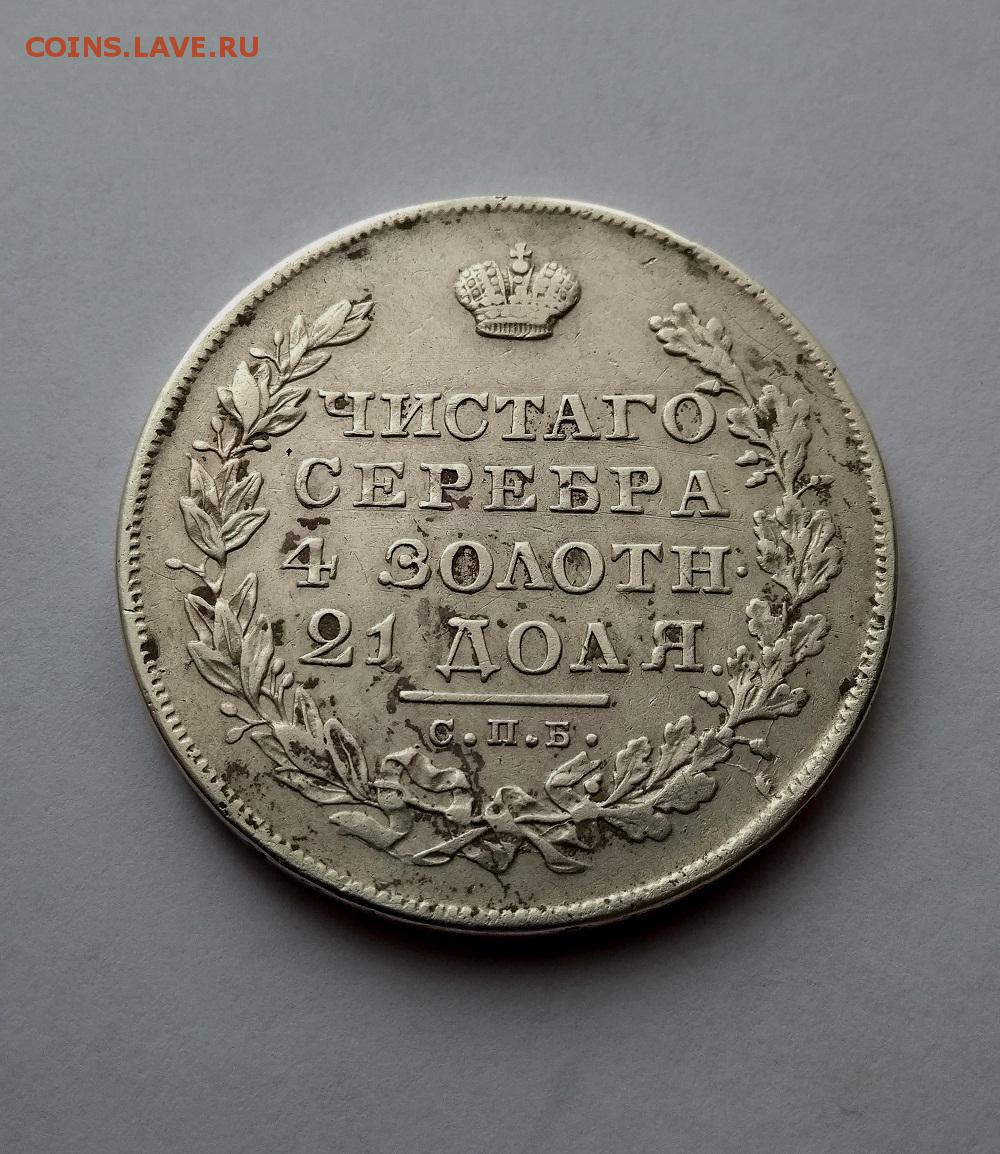 COINS.LAVE.RU
ЧИСТАГО
СЕРЕБРА
4 ЗОЛОТН.
21 ДОЛЯ.
С.П.Б.